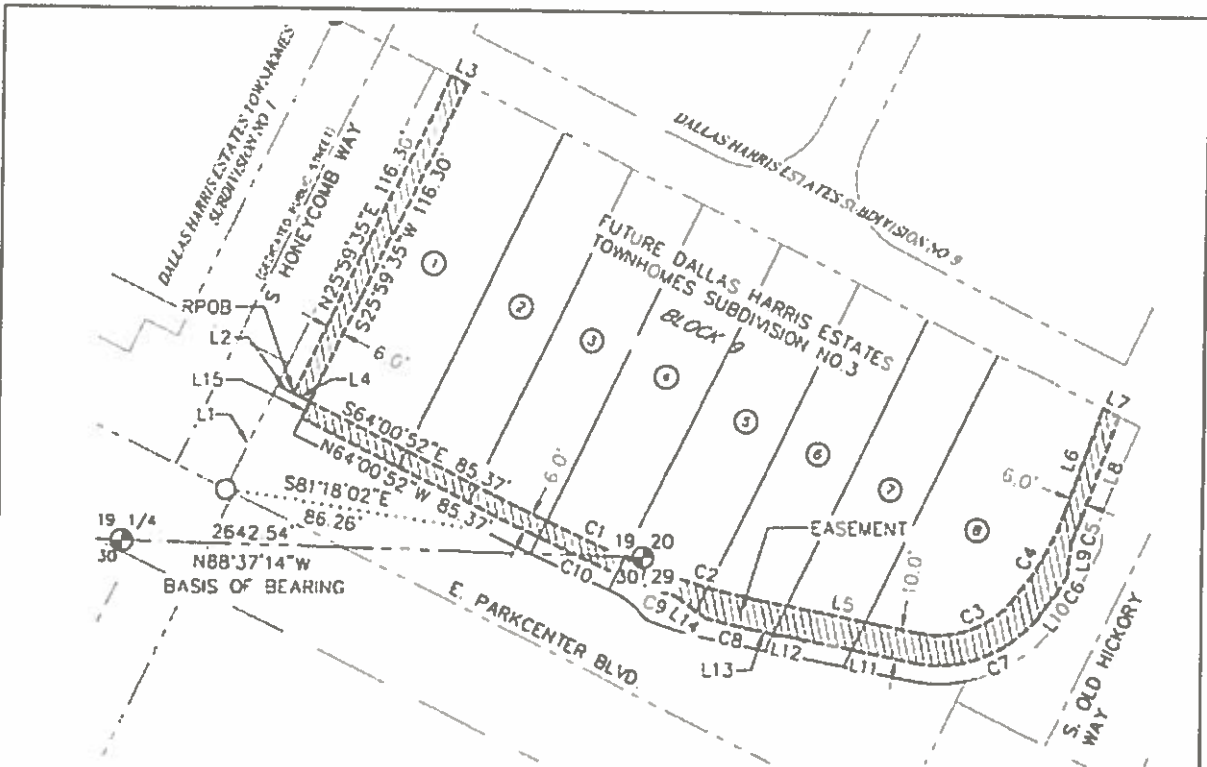 DALLAS HARRIS ESTATES TOWNHOMES
SUBDIVISION NO 1
S HONEYCOMB WAY
L3
N25°59'35"E 116.30'
S25°59'35"W 116.30'
DALLAS HARRIS ESTATES SUBDIVISION NO 9
FUTURE DALLAS HARRIS ESTATES
TOWNHOMES SUBDIVISION NO.3
BLOCK 9
1
2
3
4
5
6
7
8
RPOB
L2
L15
L1
L4
6.0'
S64°00'52"E 85.37'
N64°00'52"W 85.37'
6.0'
S81°18'02"E
86.26'
19 1/4
30
2642.54'
N88°37'14"W
BASIS OF BEARING
C1
19 20
30 29
C10
C2
C9
L14
C8
L13
L12
L5
L11
EASEMENT
10.0'
C3
C4
C7
L10
C6
L9
C5
L6
L7
L8
6.0'
E. PARKCENTER BLVD.
S. OLD HICKORY
WAY